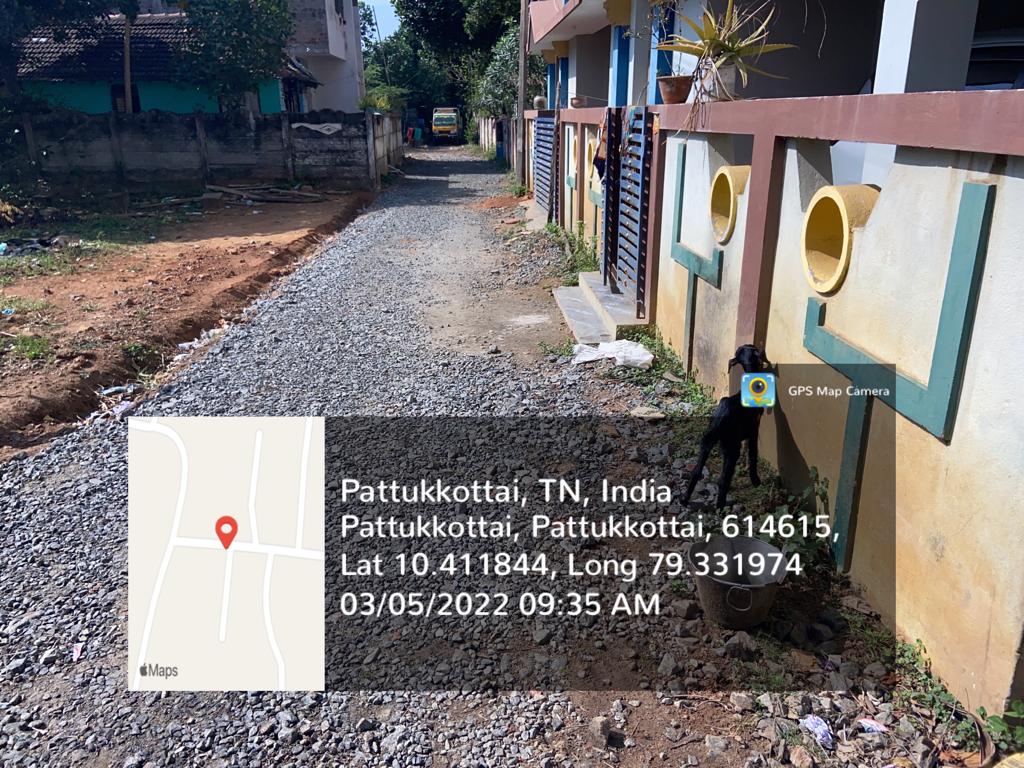 GPS Map Camera
Pattukkottai, TN, India
Pattukkottai, Pattukkottai, 614615,
Lat 10.411844, Long 79.331974
03/05/2022 09:35 AM
Maps